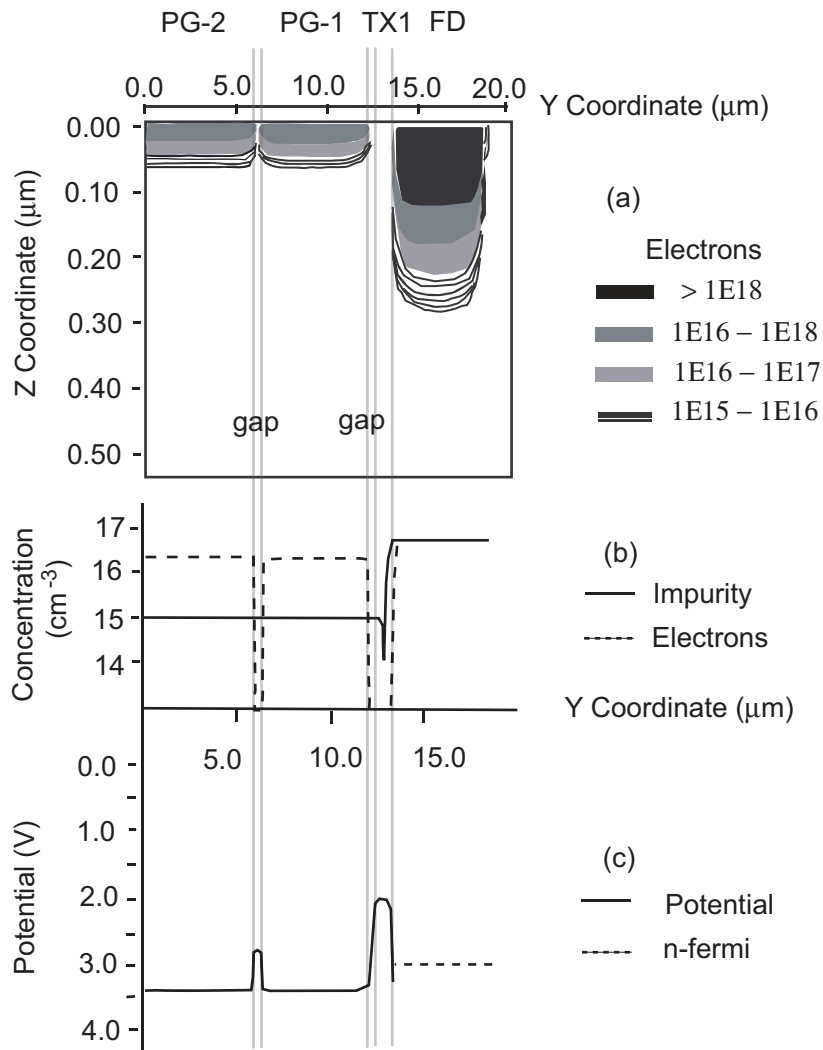 PG-2 PG-1 TX1 FD
0.0 5.0 10.0 15.0 20.0 Y Coordinate (μm)
Z Coordinate (μm)
0.00
0.10
0.20
0.30
0.40
0.50
gap gap
(a)
Electrons
> 1E18
1E16 – 1E18
1E16 – 1E17
1E15 – 1E16
Concentration
(cm-3)
17
16
15
14
(b)
Impurity
Electrons
Y Coordinate (μm)
5.0 10.0 15.0
Potential (V)
0.0
1.0
2.0
3.0
4.0
(c)
Potential
n-fermi